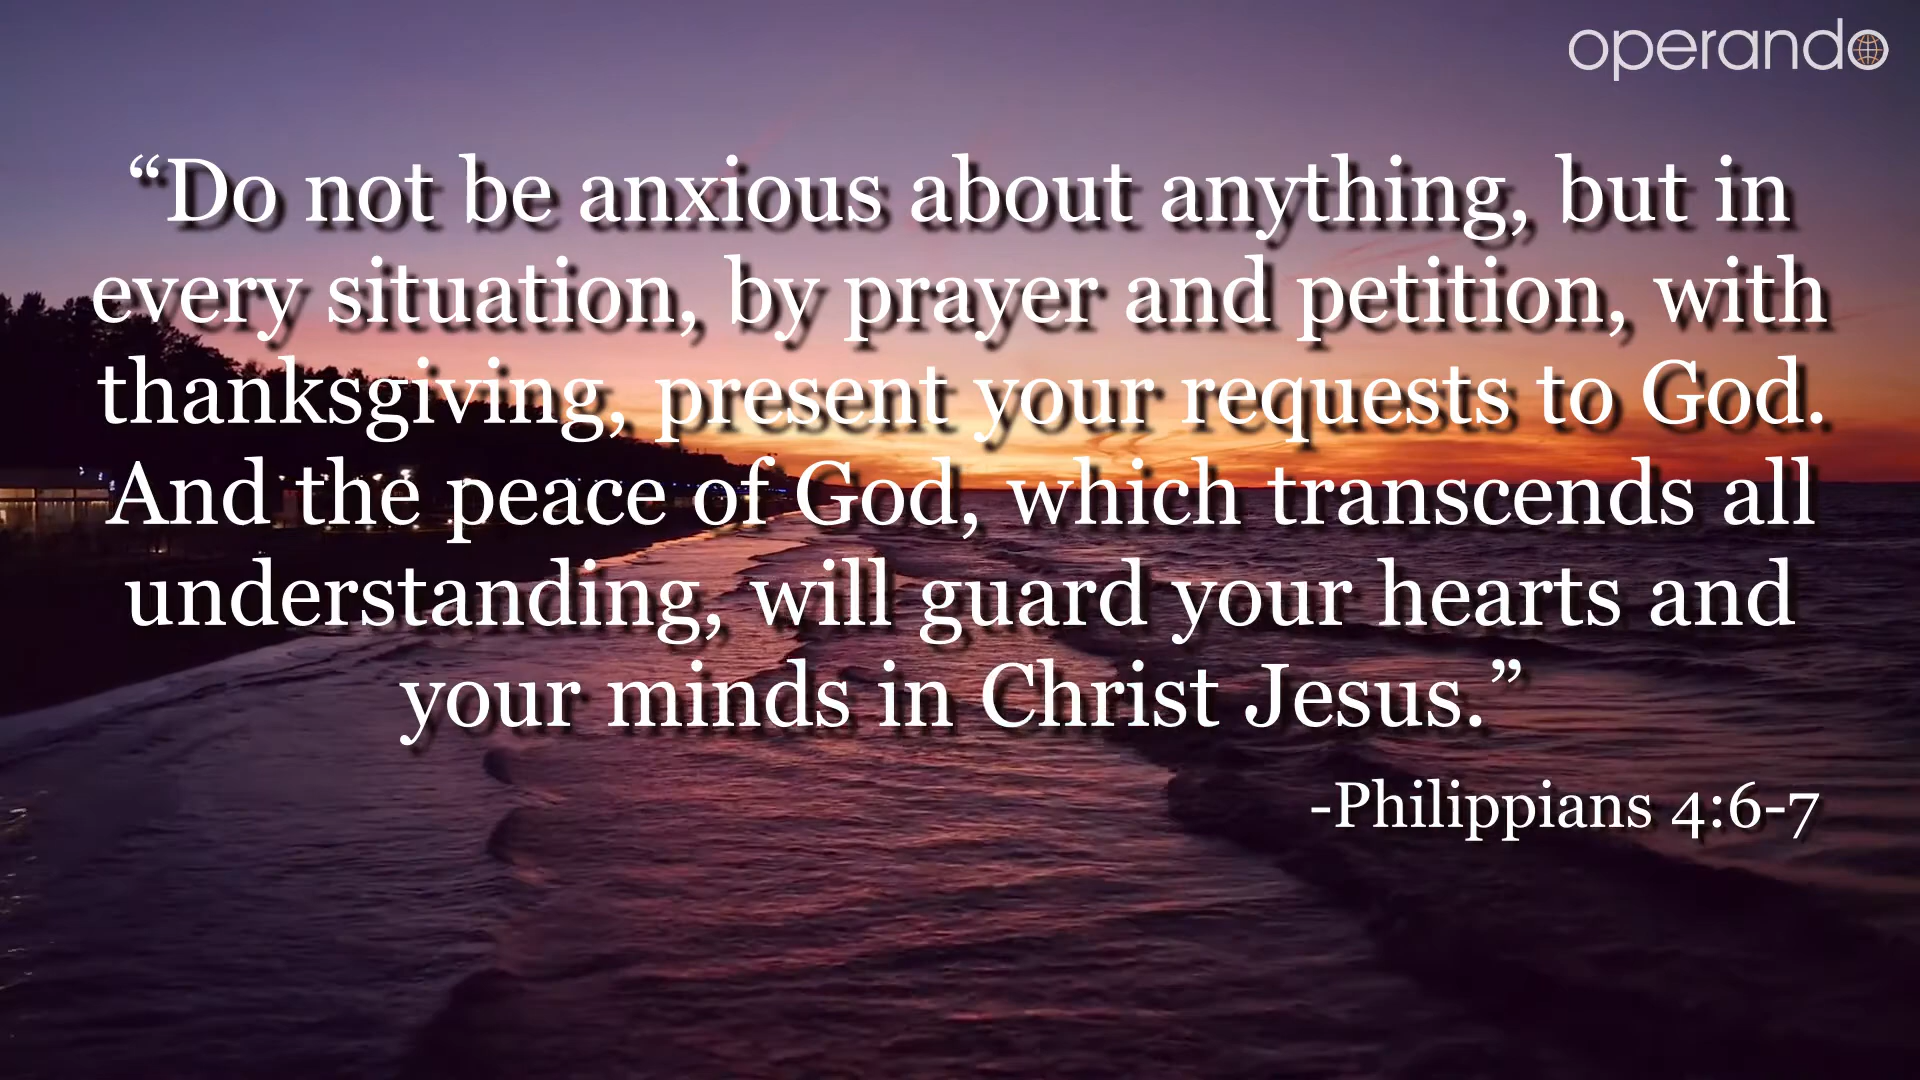 operando
“Do not be anxious about anything, but in
every situation, by prayer and petition, with
thanksgiving, present your requests to God.
And the peace of God, which transcends all
understanding, will guard your hearts and
your minds in Christ Jesus.”
-Philippians 4:6-7